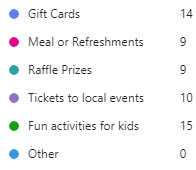 Gift Cards 14
Meal or Refreshments 9
Raffle Prizes 9
Tickets to local events 10
Fun activities for kids 15
Other 0